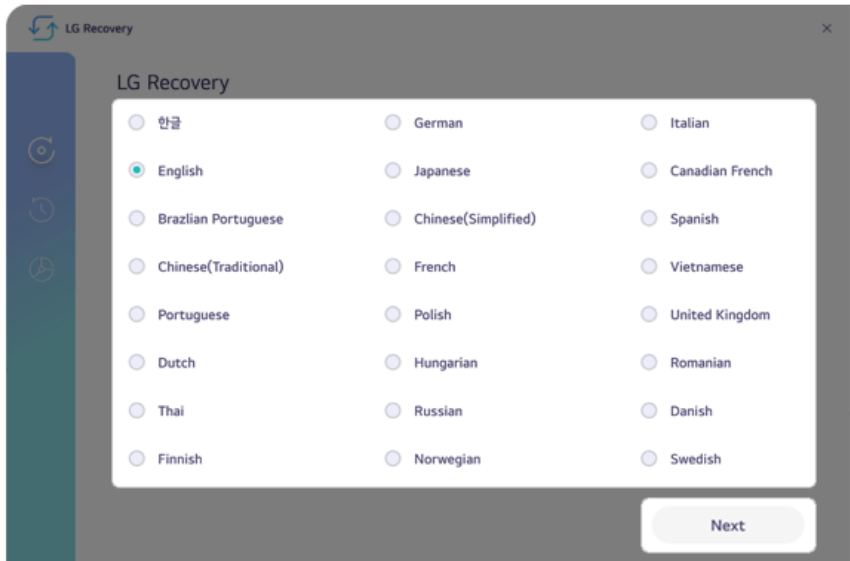 LG Recovery
LG Recovery
한글 German Italian
English Japanese Canadian French
Brazlian Portuguese Chinese(Simplified) Spanish
Chinese(Traditional) French Vietnamese
Portuguese Polish United Kingdom
Dutch Hungarian Romanian
Thai Russian Danish
Finnish Norwegian Swedish
Next